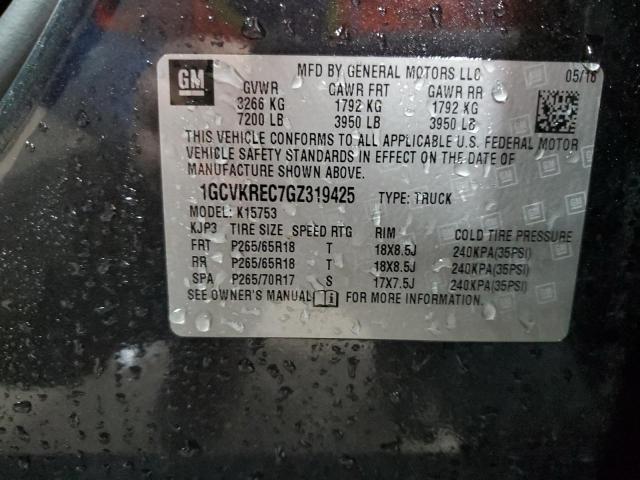 GM
MFD BY GENERAL MOTORS LLC 05/18
GVWR GAWR FRT GAWR RR
3266 KG 1792 KG 1792 KG
7200 LB 3950 LB 3950 LB
THIS VEHICLE CONFORMS TO ALL APPLICABLE U.S. FEDERAL MOTOR
VEHICLE SAFETY STANDARDS IN EFFECT ON THE DATE OF
MANUFACTURE SHOWN ABOVE.
1GCVKREC7GZ319425 TYPE: TRUCK
MODEL: K15753
KJP3 TIRE SIZE SPEED RTG RIM COLD TIRE PRESSURE
FRT P265/65R18 T 18X8.5J 240KPA(35PSI)
RR P265/65R18 T 18X8.5J 240KPA(35PSI)
SPA P265/70R17 S 17X7.5J 240KPA(35PSI)
SEE OWNER'S MANUAL FOR MORE INFORMATION.